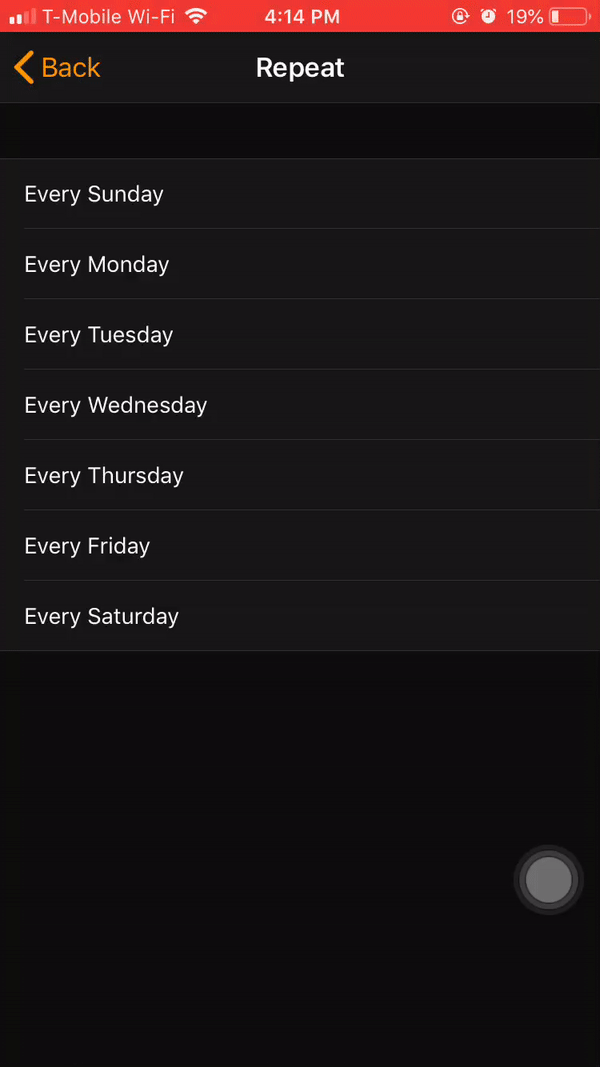 T-Mobile Wi-Fi 4:14 PM 19%
Back Repeat
Every Sunday
Every Monday
Every Tuesday
Every Wednesday
Every Thursday
Every Friday
Every Saturday